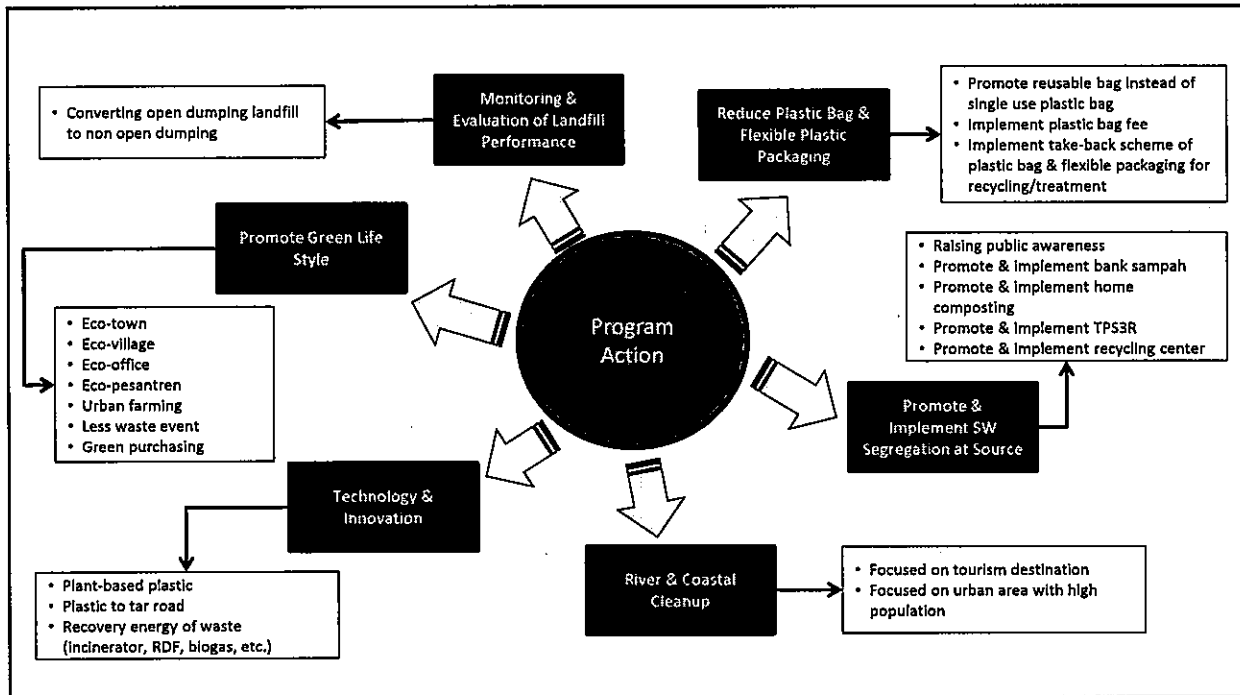 Monitoring &
Evaluation of Landfill
Performance
• Converting open dumping landfill
to non open dumping
Reduce Plastic Bag &
Flexible Plastic
Packaging
• Promote reusable bag instead of
single use plastic bag
• Implement plastic bag fee
• Implement take-back scheme of
plastic bag & flexible packaging for
recycling/treatment
Promote Green Life
Style
• Eco-town
• Eco-village
• Eco-office
• Eco-pesantren
• Urban farming
• Less waste event
• Green purchasing
Program
Action
• Raising public awareness
• Promote & implement bank sampah
• Promote & implement home
composting
• Promote & Implement TPS3R
• Promote & Implement recycling center
Promote &
Implement SW
Segregation at Source
Technology &
Innovation
• Plant-based plastic
• Plastic to tar road
• Recovery energy of waste
(incinerator, RDF, biogas, etc.)
River & Coastal
Cleanup
• Focused on tourism destination
• Focused on urban area with high
population